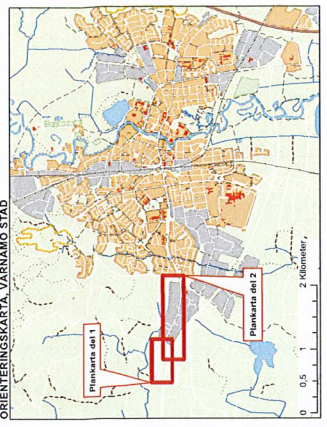 ORIENTERINGSKARTA, VÄRNAMO STAD
Plankarta del 1
Plankarta del 2
0 0,5 1 2 Kilometer